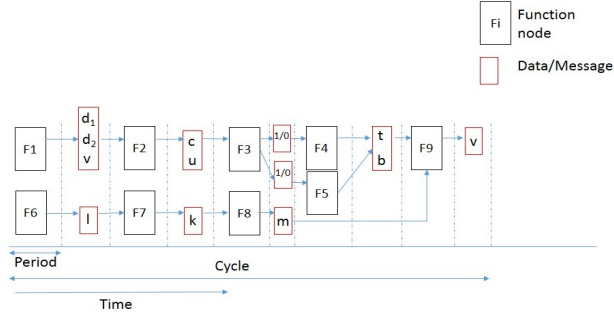 Fi
Function
node
Data/Message
F1
d1
d2
v
F2
c
u
F3
1/0
1/0
F4
F5
t
b
F9
v
F6
l
F7
k
F8
m
Period
Cycle
Time